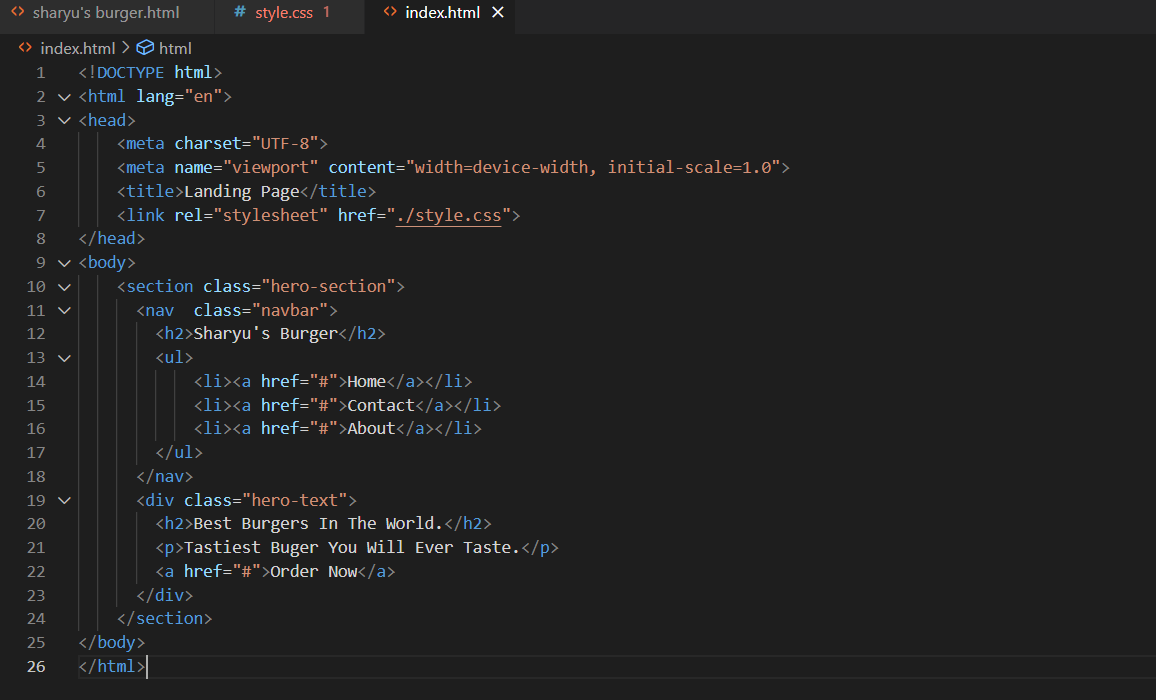 sharyu's burger.html
# style.css 1
index.html
index.html > html
1 <!DOCTYPE html>
2 <html lang="en">
3 <head>
4 <meta charset="UTF-8">
5 <meta name="viewport" content="width=device-width, initial-scale=1.0">
6 <title>Landing Page</title>
7 <link rel="stylesheet" href="./style.css">
8 </head>
9 <body>
10 <section class="hero-section">
11 <nav  class="navbar">
12 <h2>Sharyu's Burger</h2>
13 <ul>
14 <li><a href="#">Home</a></li>
15 <li><a href="#">Contact</a></li>
16 <li><a href="#">About</a></li>
17 </ul>
18 </nav>
19 <div class="hero-text">
20 <h2>Best Burgers In The World.</h2>
21 <p>Tastiest Buger You Will Ever Taste.</p>
22 <a href="#">Order Now</a>
23 </div>
24 </section>
25 </body>
26 </html>